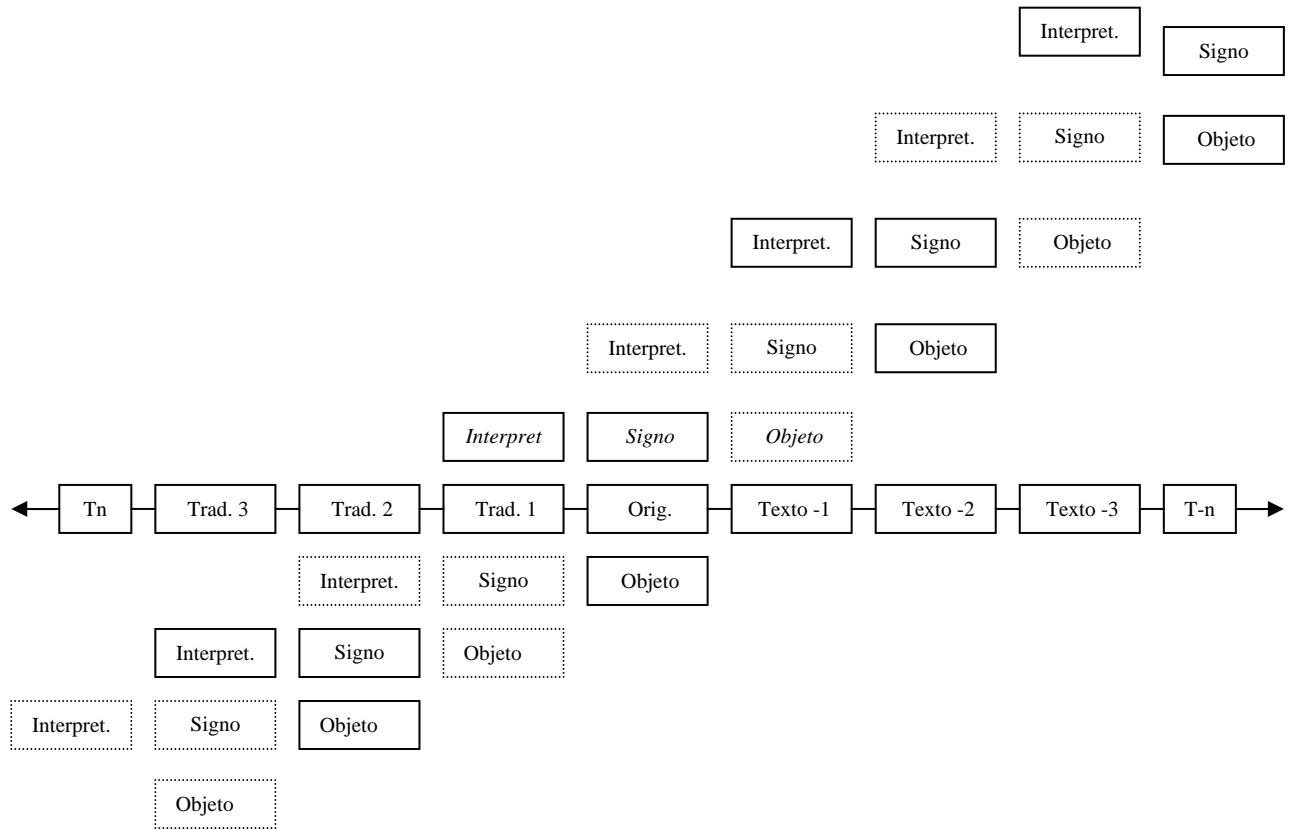 Interpret.
Signo
Interpret. Signo Objeto
Interpret. Signo Objeto
Interpret. Signo Objeto
Interpret Signo Objeto
Tn Trad. 3 Trad. 2 Trad. 1 Orig. Texto -1 Texto -2 Texto -3 T-n
Interpret. Signo Objeto
Interpret. Signo Objeto
Interpret. Signo Objeto
Objeto